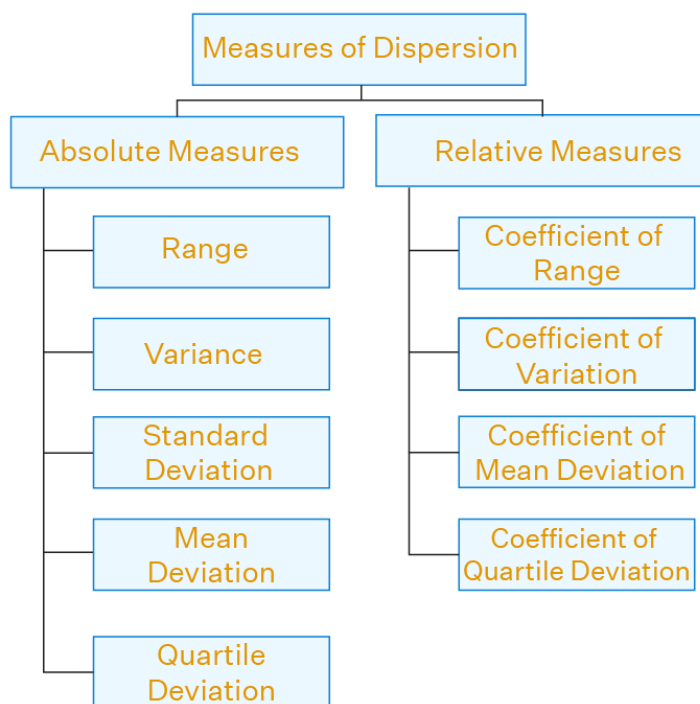 Measures of Dispersion
Absolute Measures
Relative Measures
Range
Variance
Standard
Deviation
Mean
Deviation
Quartile
Deviation
Coefficient of
Range
Coefficient of
Variation
Coefficient of
Mean Deviation
Coefficient of
Quartile Deviation